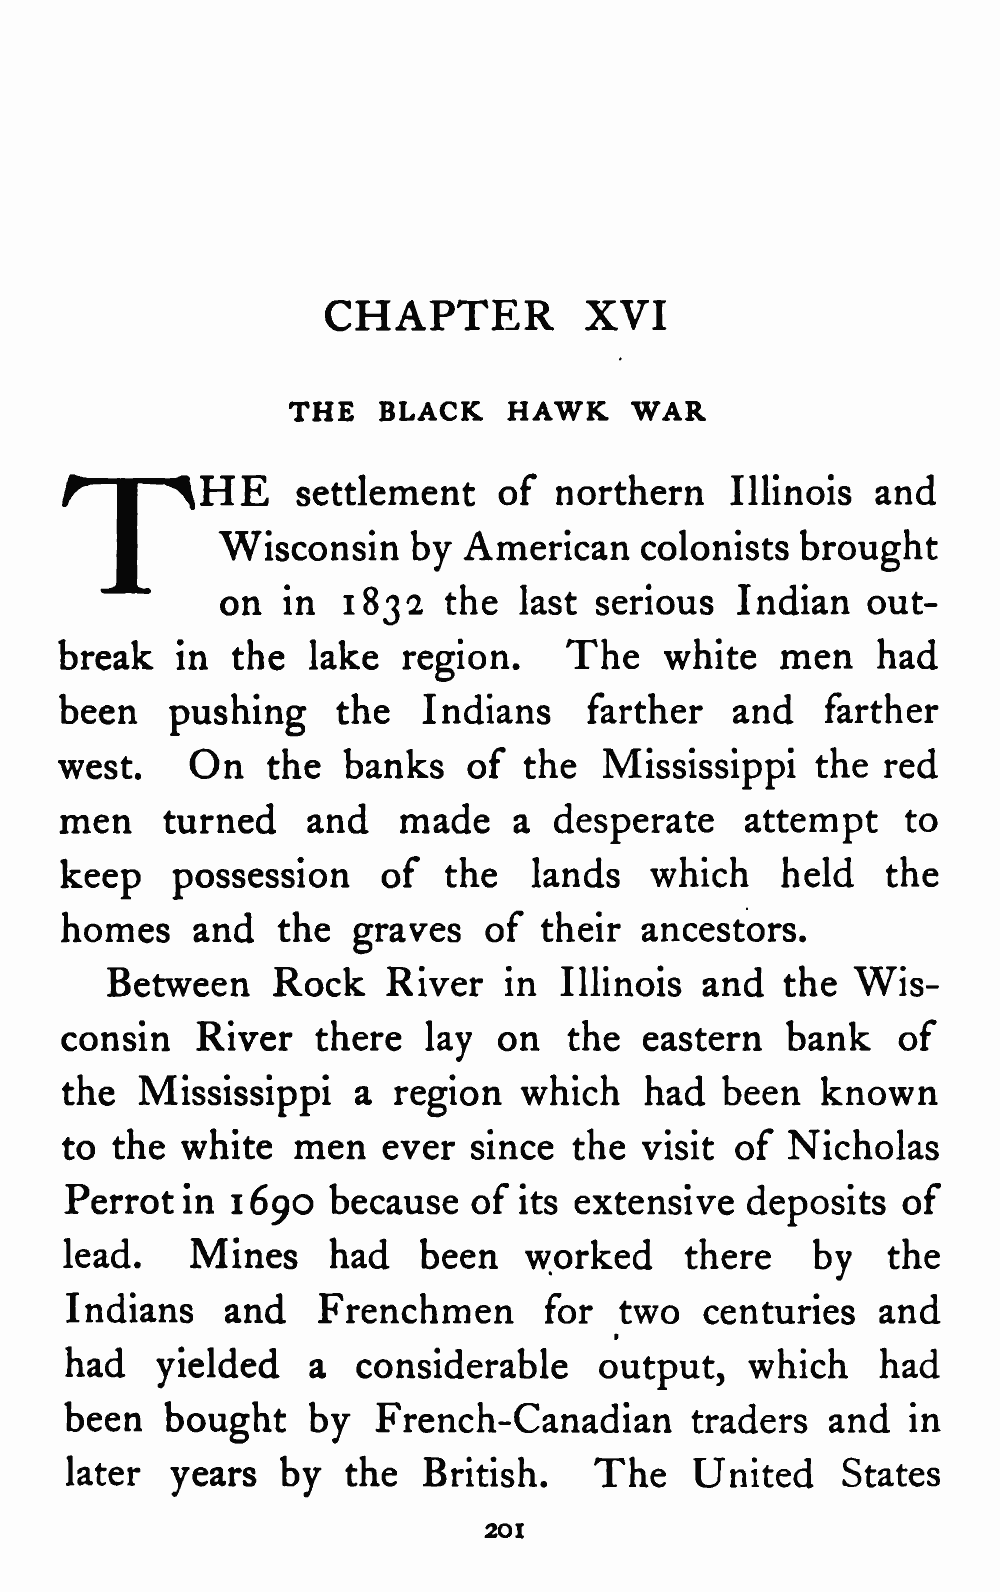 CHAPTER XVI
THE BLACK HAWK WAR
THE settlement of northern Illinois and
Wisconsin by American colonists brought
on in 1832 the last serious Indian out-
break in the lake region. The white men had
been pushing the Indians farther and farther
west. On the banks of the Mississippi the red
men turned and made a desperate attempt to
keep possession of the lands which held the
homes and the graves of their ancestors.
Between Rock River in Illinois and the Wis-
consin River there lay on the eastern bank of
the Mississippi a region which had been known
to the white men ever since the visit of Nicholas
Perrot in 1690 because of its extensive deposits of
lead. Mines had been worked there by the
Indians and Frenchmen for two centuries and
had yielded a considerable output, which had
been bought by French-Canadian traders and in
later years by the British. The United States
201